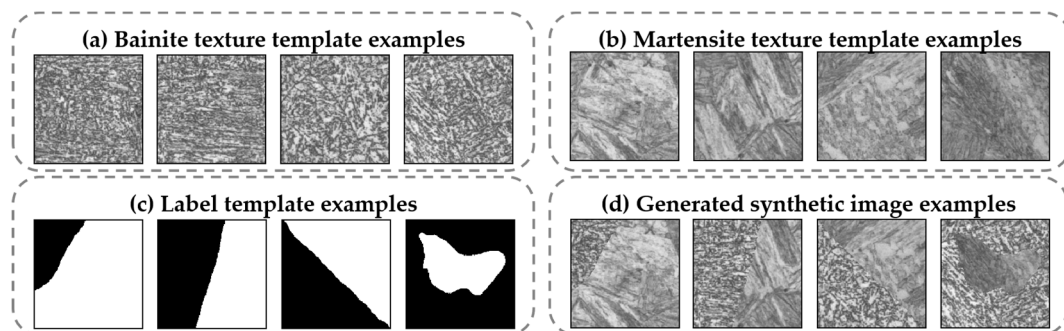 (a) Bainite texture template examples
(b) Martensite texture template examples
(c) Label template examples
(d) Generated synthetic image examples